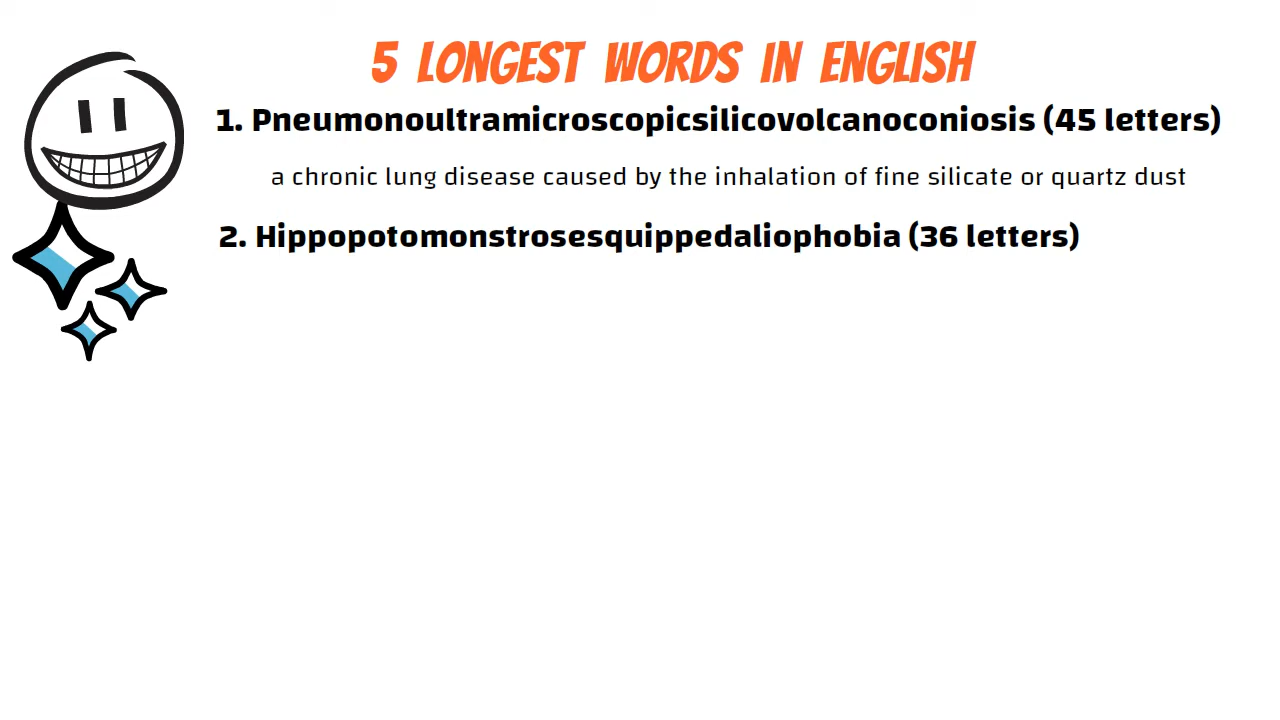 5 LONGEST WORDS IN ENGLISH
1. Pneumonoultramicroscopicsilicovolcanoconiosis (45 letters)
a chronic lung disease caused by the inhalation of fine silicate or quartz dust
2. Hippopotomonstrosesquippedaliophobia (36 letters)